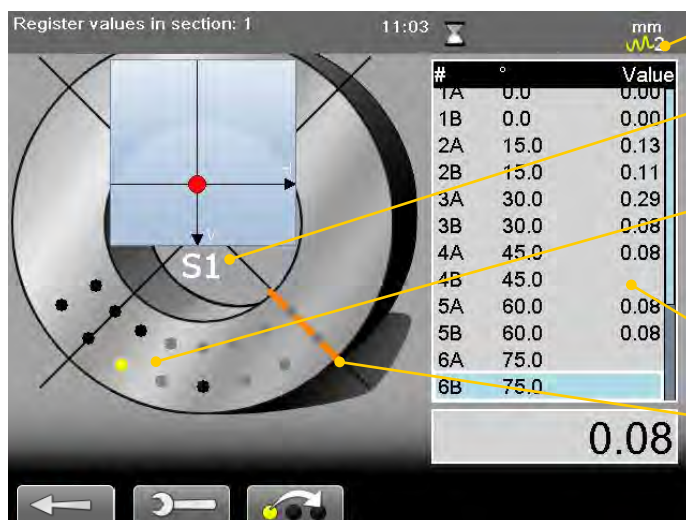 Register values in section: 1 11:03 mm
2
# ° Value
1A 0.0 0.00
1B 0.0 0.00
2A 15.0 0.13
2B 15.0 0.11
3A 30.0 0.29
3B 30.0 0.08
4A 45.0 0.08
4B 45.0
5A 60.0 0.08
5B 60.0 0.08
6A 75.0
6B 75.0
S1
0.08